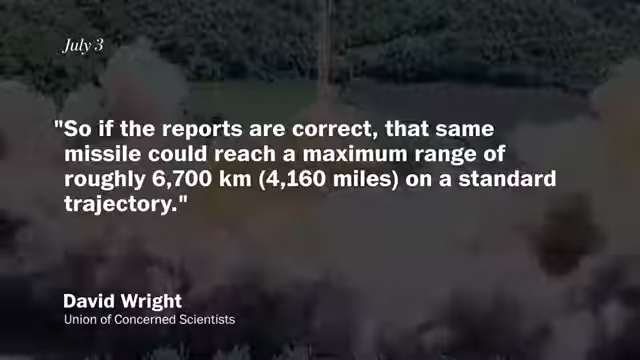 July 3
"So if the reports are correct, that same
missile could reach a maximum range of
roughly 6,700 km (4,160 miles) on a standard
trajectory."
David Wright
Union of Concerned Scientists